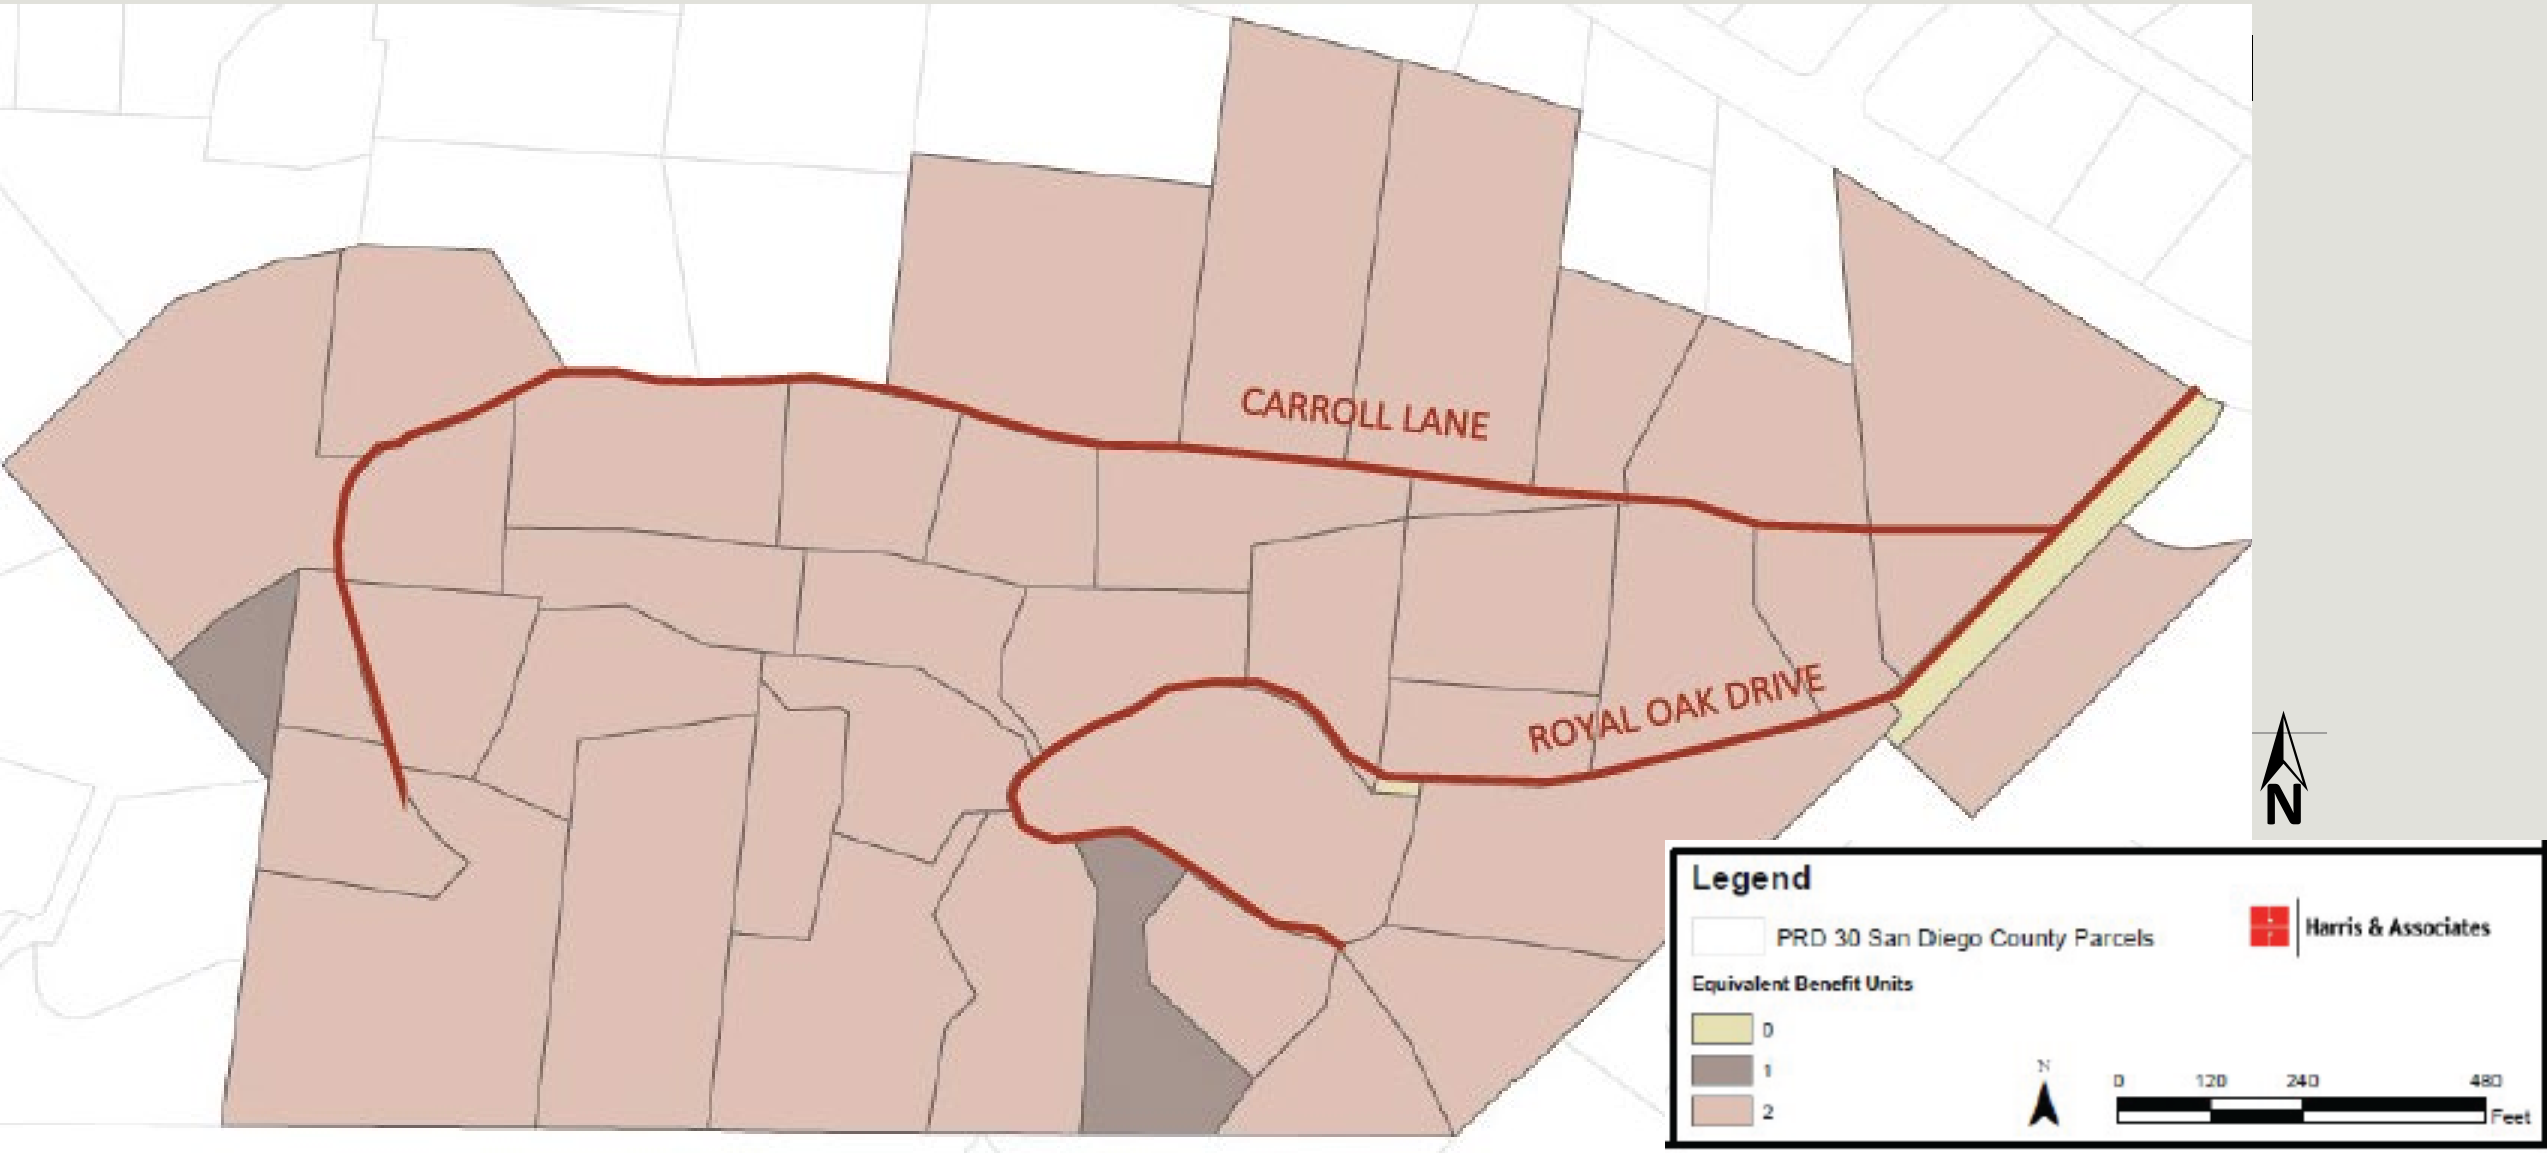 CARROLL LANE
ROYAL OAK DRIVE
N
Legend
PRD 30 San Diego County Parcels
Harris & Associates
Equivalent Benefit Units
0
1
2
N
0 120 240 480
Feet